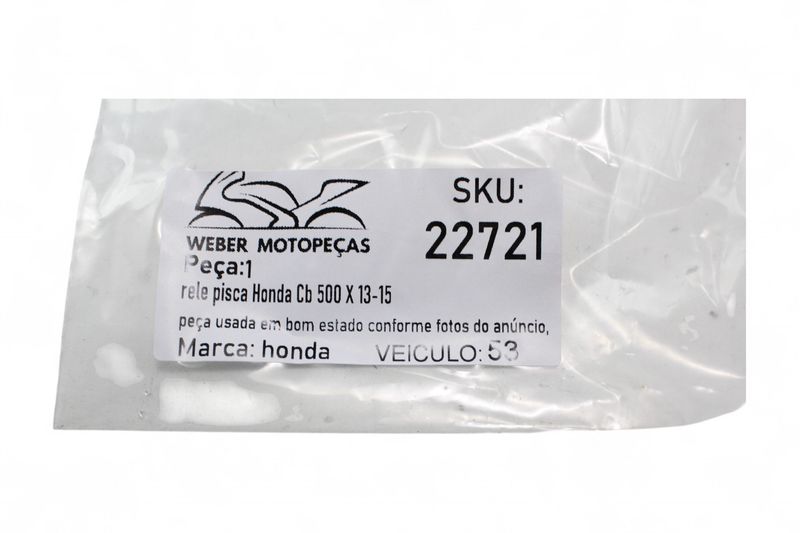 WEBER MOTOPEÇAS
SKU:
22721
Peça:1
rele pisca Honda Cb 500 X 13-15
peça usada em bom estado conforme fotos do anúncio,
Marca: honda VEICULO: 53